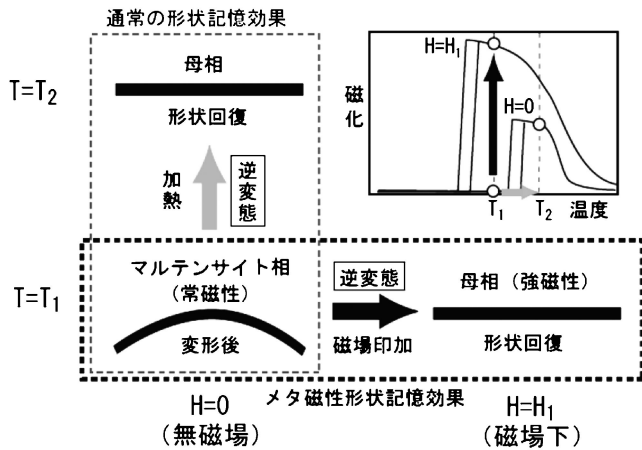 通常の形状記憶効果
T=T2
母相
形状回復
加熱
逆変態
磁化
H=H1
H=0
T1
T2
温度
T=T1
マルテンサイト相
(常磁性)
変形後
逆変態
磁場印加
母相(強磁性)
形状回復
メタ磁性形状記憶効果
H=0
(無磁場)
H=H1
(磁場下)